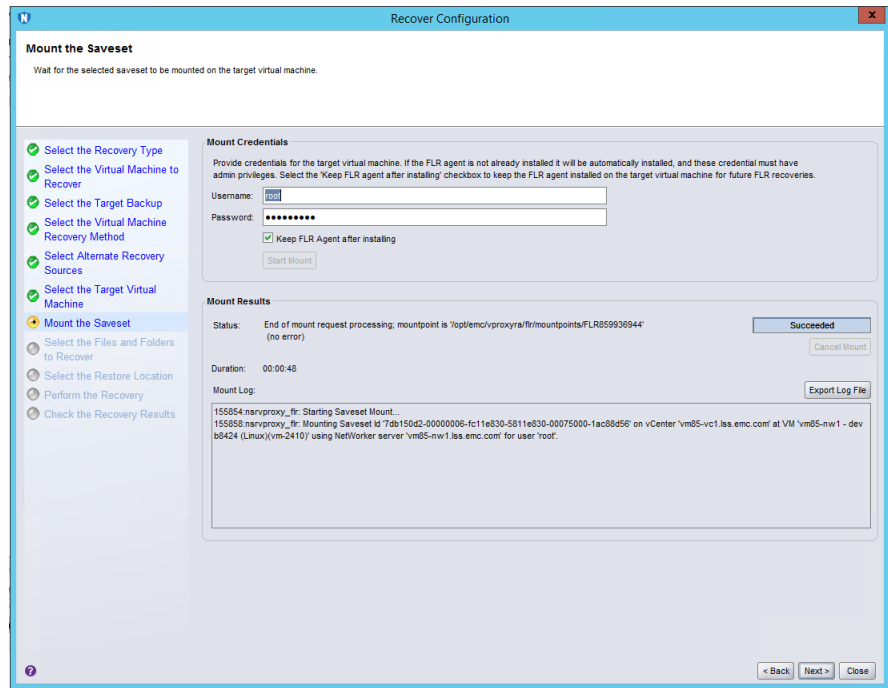 Recover Configuration
Mount the Saveset
Wait for the selected saveset to be mounted on the target virtual machine.
Select the Recovery Type
Select the Virtual Machine to
Recover
Select the Target Backup
Select the Virtual Machine
Recovery Method
Select Alternate Recovery
Sources
Select the Target Virtual
Machine
Mount the Saveset
Select the Files and Folders
to Recover
Select the Restore Location
Perform the Recovery
Check the Recovery Results
Mount Credentials
Provide credentials for the target virtual machine. If the FLR agent is not already installed it will be automatically installed, and these credential must have
admin privileges. Select the 'Keep FLR agent after installing' checkbox to keep the FLR agent installed on the target virtual machine for future FLR recoveries.
Username: root
Password: ●●●●●●●●●
Keep FLR Agent after installing
Start Mount
Mount Results
Status: End of mount request processing; mountpoint is '/opt/emc/vproxyra/flr/mountpoints/FLR859936944'
(no error)
Succeeded
Cancel Mount
Duration: 00:00:48
Mount Log:
Export Log File
155854:nsrvproxy_flr: Starting Saveset Mount...
155858:nsrvproxy_flr: Mounting Saveset Id '7db150d2-00000006-fc11e830-5811e830-00075000-1ac88d56' on vCenter 'vm85-vc1.lss.emc.com' at VM 'vm85-nw1 - dev
b8424 (Linux)(vm-2410)' using NetWorker server 'vm85-nw1.lss.emc.com' for user 'root'.
< Back Next > Close